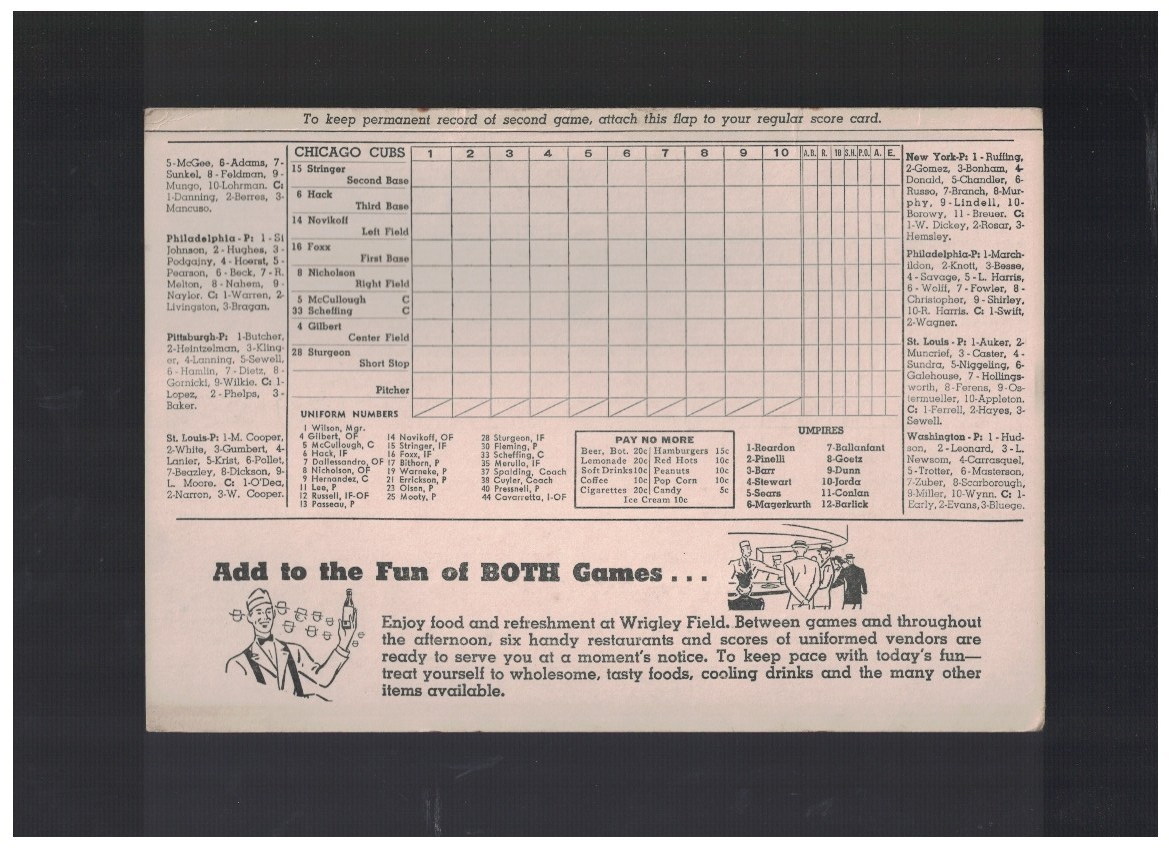 To keep permanent record of second game, attach this flap to your regular score card.
5-McGee, 6-Adams, 7-
Sunkel, 8 - Feldman, 9 -
Mungo, 10-Lohrman. C:
1-Danning, 2-Berres, 3-
Mancuso.
Philadelphia - P: 1 - Si
Johnson, 2 - Hughes, 3 -
Podgajny, 4 - Hoerst, 5 -
Pearson, 6 - Beck, 7 - R.
Melton, 8 - Nahem, 9 -
Naylor. C: 1-Warren, 2-
Livingston, 3-Bragan.
Pittsburgh-P: 1-Butcher,
2-Heintzelman, 3-Kling-
er, 4-Lanning, 5-Sewell,
6 - Hamlin, 7 - Dietz, 8 -
Gornicki, 9-Wilkie. C: 1-
Lopez, 2 - Phelps, 3 -
Baker.
St. Louis-P: 1-M. Cooper,
2-White, 3-Gumbert, 4-
Lanier, 5-Krist, 6-Pollet,
7-Beazley, 8-Dickson, 9-
L. Moore. C: 1-O'Dea,
2-Narron, 3-W. Cooper.
CHICAGO CUBS 1 2 3 4 5 6 7 8 9 10 A.B. R. 1B S.H. P.O. A. E.
15 Stringer
Second Base
6 Hack
Third Base
14 Novikoff
Left Field
16 Foxx
First Base
8 Nicholson
Right Field
5 McCullough C
33 Scheffing C
4 Gilbert
Center Field
28 Sturgeon
Short Stop
Pitcher
UNIFORM NUMBERS
1 Wilson, Mgr.
4 Gilbert, OF
5 McCullough, C
6 Hack, IF
7 Dallessandro, OF
8 Nicholson, OF
9 Hernandez, C
11 Lee, P
12 Russell, IF-OF
13 Passeau, P
14 Novikoff, OF
15 Stringer, IF
16 Foxx, IF
17 Bithorn, P
19 Warneke, P
21 Errickson, P
23 Olsen, P
25 Mooty, P
28 Sturgeon, IF
30 Fleming, P
33 Scheffing, C
35 Merullo, IF
37 Spalding, Coach
38 Cuyler, Coach
40 Pressnell, P
44 Cavarretta, I-OF
PAY NO MORE
Beer, Bot. 20c Hamburgers 15c
Lemonade 20c Red Hots 10c
Soft Drinks 10c Peanuts 10c
Coffee 10c Pop Corn 10c
Cigarettes 20c Candy 5c
Ice Cream 10c
UMPIRES
1-Reardon 7-Ballanfant
2-Pinelli 8-Goetz
3-Barr 9-Dunn
4-Stewart 10-Jorda
5-Sears 11-Conlan
6-Magerkurth 12-Barlick
New York-P: 1 - Ruffing,
2-Gomez, 3-Bonham, 4-
Donald, 5-Chandler, 6-
Russo, 7-Branch, 8-Mur-
phy, 9 - Lindell, 10-
Borowy, 11 - Breuer. C:
1-W. Dickey, 2-Rosar, 3-
Hemsley.
Philadelphia-P: 1-March-
ildon, 2-Knott, 3-Besse,
4 - Savage, 5 - L. Harris,
6 - Wolff, 7 - Fowler, 8 -
Christopher, 9 - Shirley,
10-R. Harris. C: 1-Swift,
2-Wagner.
St. Louis - P: 1-Auker, 2-
Muncrief, 3 - Caster, 4 -
Sundra, 5-Niggeling, 6-
Galehouse, 7 - Hollings-
worth, 8 - Ferens, 9 - Os-
termueller, 10-Appleton.
C: 1-Ferrell, 2-Hayes, 3-
Sewell.
Washington - P: 1 - Hud-
son, 2 - Leonard, 3 - L.
Newsom, 4-Carrasquel,
5 - Trotter, 6 - Masterson,
7-Zuber, 8-Scarborough,
9-Miller, 10-Wynn. C: 1-
Early, 2-Evans, 3-Bluege.
Add to the Fun of BOTH Games . . .
Enjoy food and refreshment at Wrigley Field. Between games and throughout
the afternoon, six handy restaurants and scores of uniformed vendors are
ready to serve you at a moment's notice. To keep pace with today's fun—
treat yourself to wholesome, tasty foods, cooling drinks and the many other
items available.